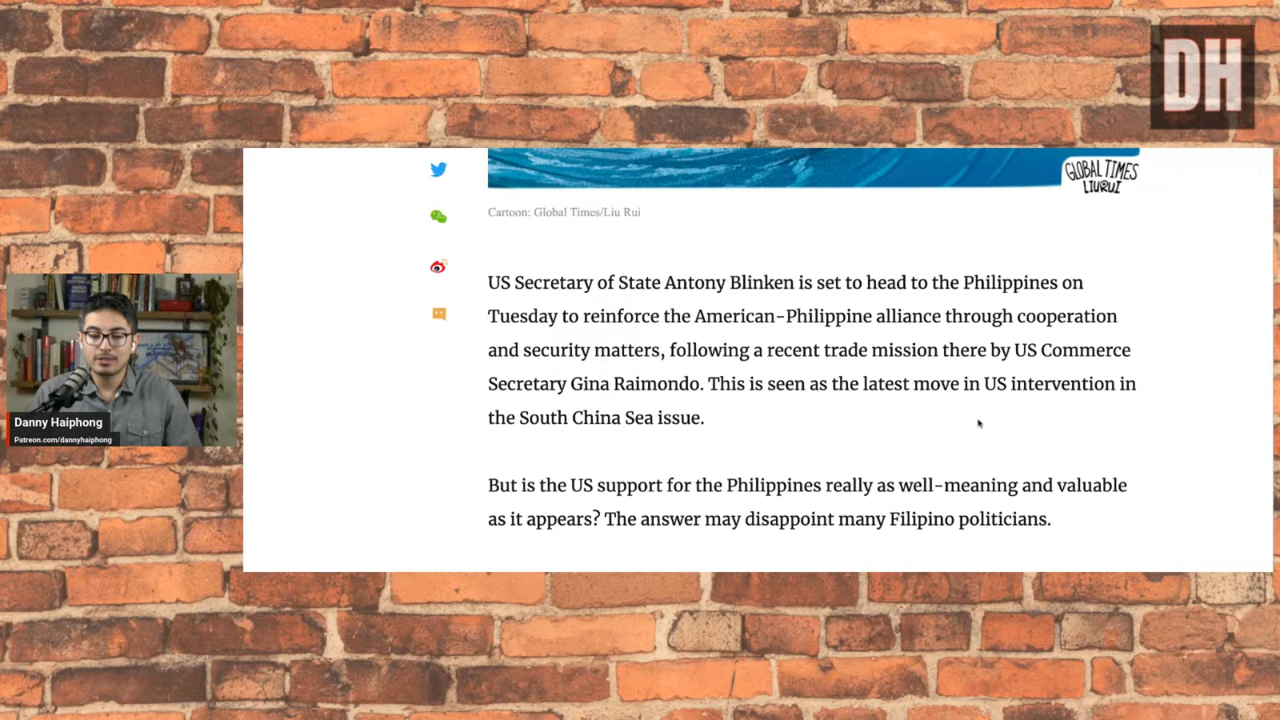 DH
GLOBAL TIMES
LIU RUI
Cartoon: Global Times/Liu Rui
US Secretary of State Antony Blinken is set to head to the Philippines on
Tuesday to reinforce the American-Philippine alliance through cooperation
and security matters, following a recent trade mission there by US Commerce
Secretary Gina Raimondo. This is seen as the latest move in US intervention in
the South China Sea issue.
But is the US support for the Philippines really as well-meaning and valuable
as it appears? The answer may disappoint many Filipino politicians.
Danny Haiphong
Patreon.com/dannyhaiphong